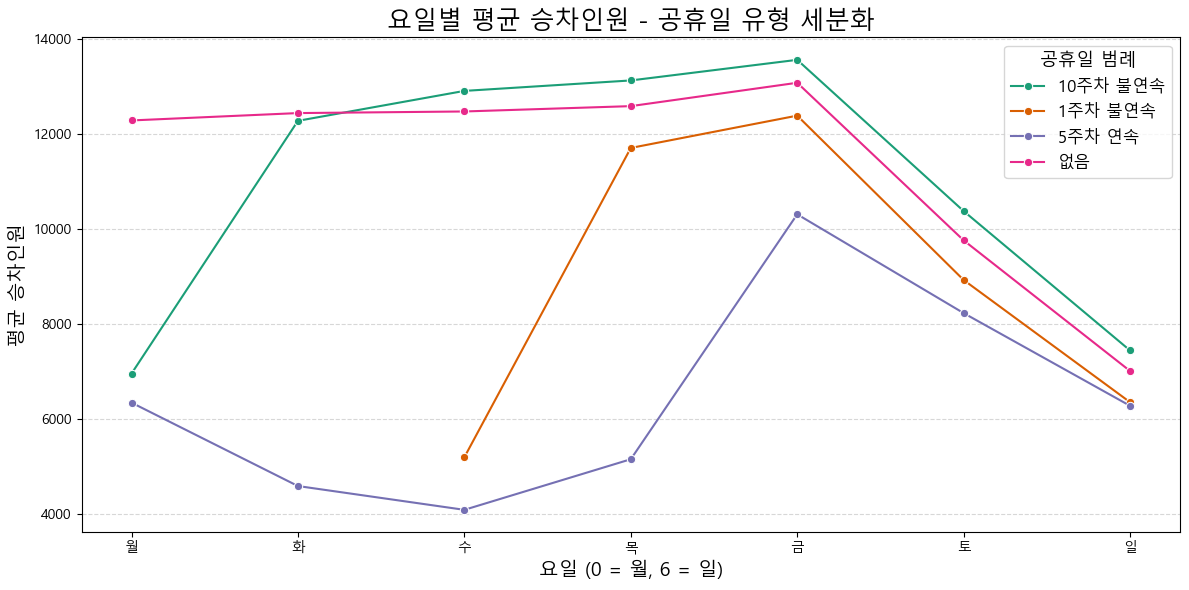 요일별 평균 승차인원 - 공휴일 유형 세분화
14000
12000
10000
8000
6000
4000
평균 승차인원
공휴일 범례
10주차 불연속
1주차 불연속
5주차 연속
없음
월 화 수 목 금 토 일
요일 (0 = 월, 6 = 일)